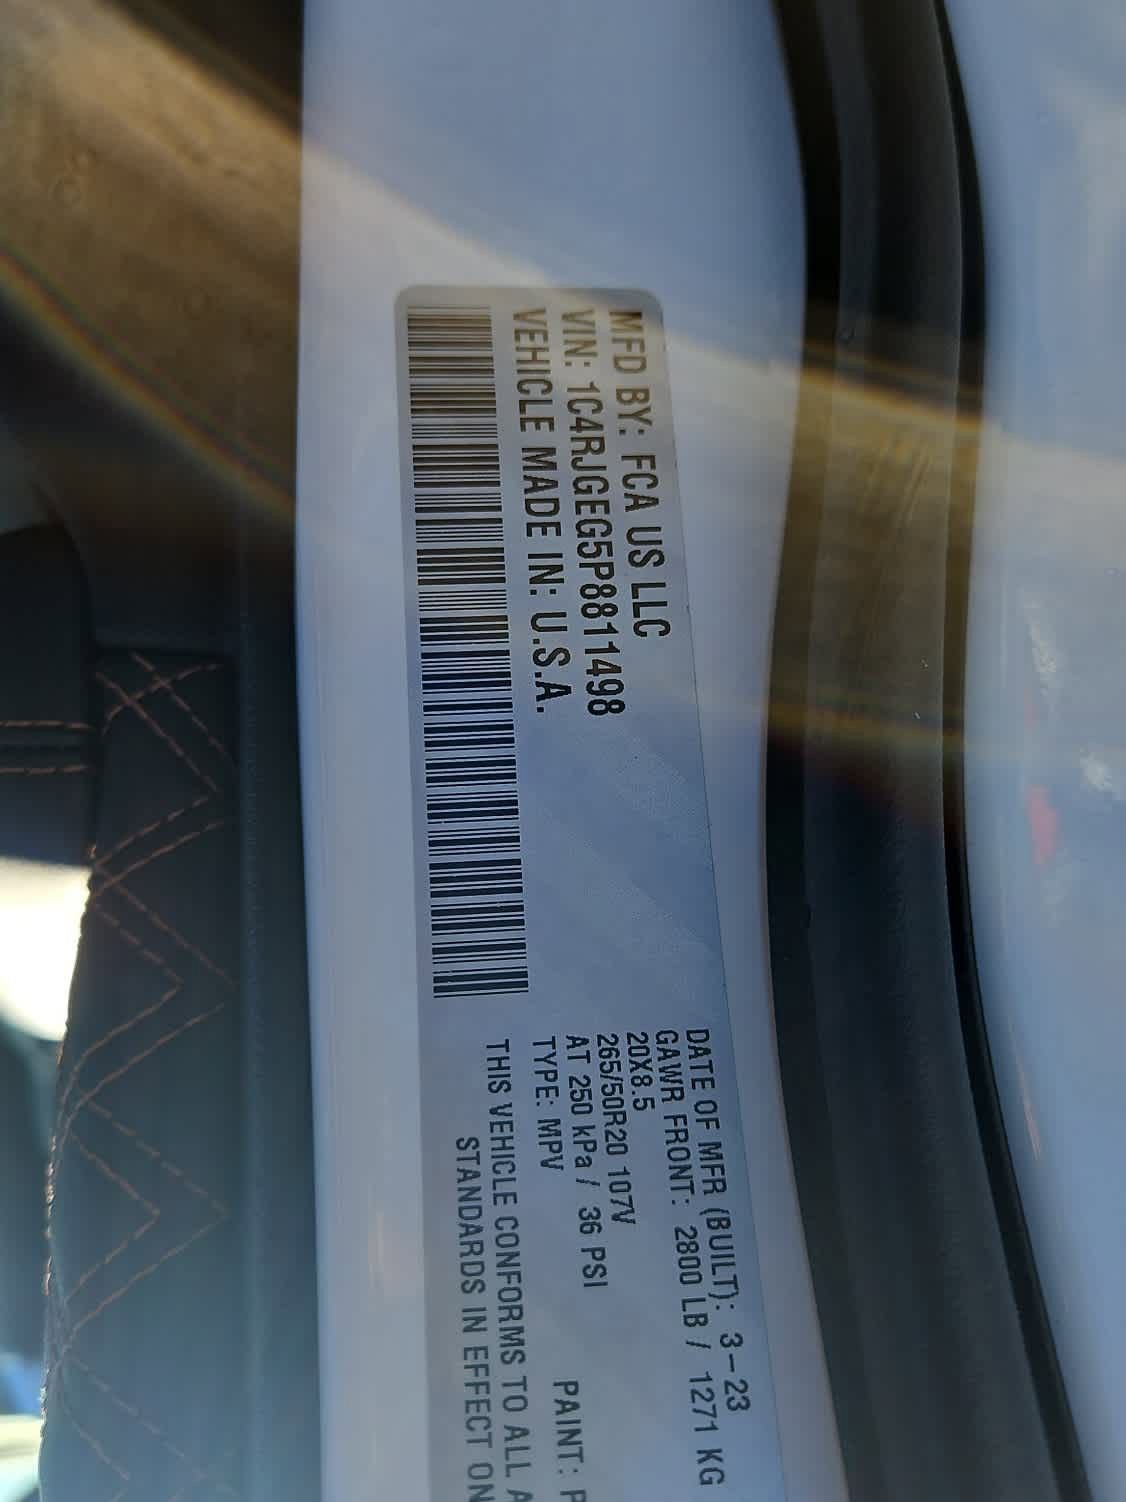 MFD BY: FCA US LLC
VIN: 1C4RJGEG5P8811498
VEHICLE MADE IN: U.S.A.
DATE OF MFR (BUILT): 3-23
GAWR FRONT: 2800 LB / 1271 KG
20X8.5
265/50R20 107V
AT 250 kPa / 36 PSI
TYPE: MPV PAINT: P
THIS VEHICLE CONFORMS TO ALL A
STANDARDS IN EFFECT ON